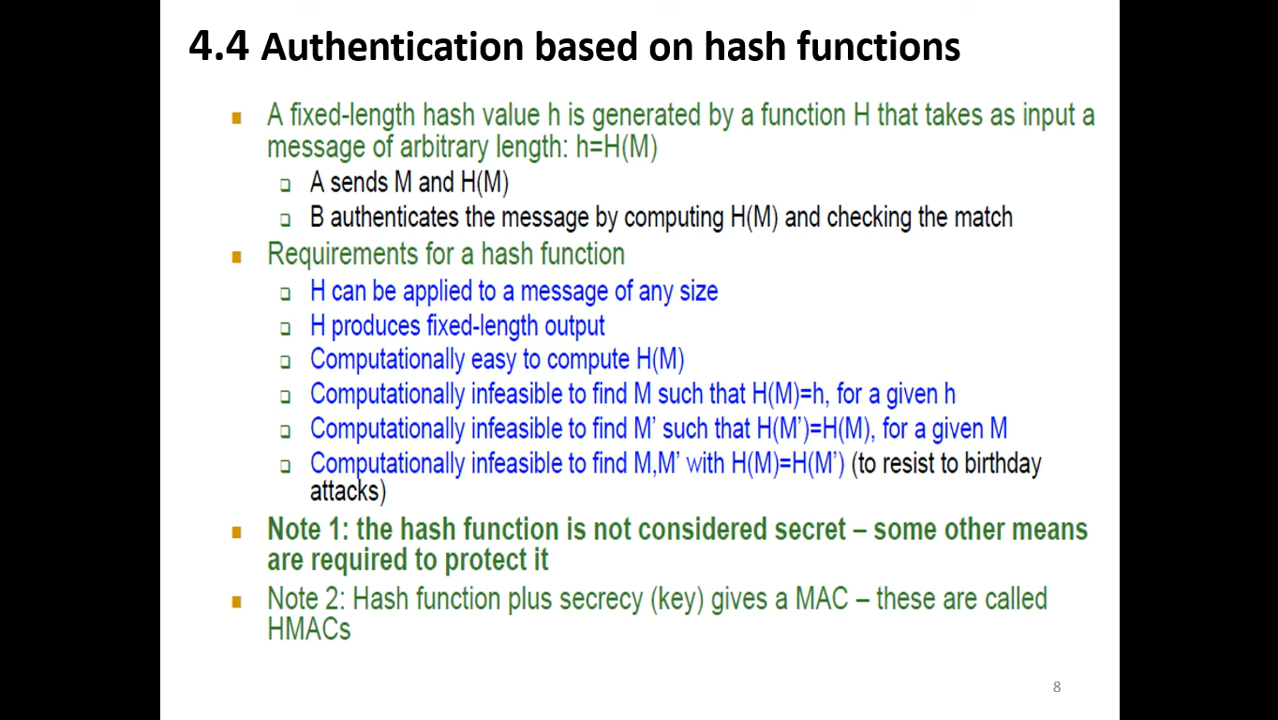 4.4 Authentication based on hash functions
A fixed-length hash value h is generated by a function H that takes as input a
message of arbitrary length: h=H(M)
A sends M and H(M)
B authenticates the message by computing H(M) and checking the match
Requirements for a hash function
H can be applied to a message of any size
H produces fixed-length output
Computationally easy to compute H(M)
Computationally infeasible to find M such that H(M)=h, for a given h
Computationally infeasible to find M’ such that H(M’)=H(M), for a given M
Computationally infeasible to find M,M’ with H(M)=H(M’) (to resist to birthday
attacks)
Note 1: the hash function is not considered secret – some other means
are required to protect it
Note 2: Hash function plus secrecy (key) gives a MAC – these are called
HMACs
8